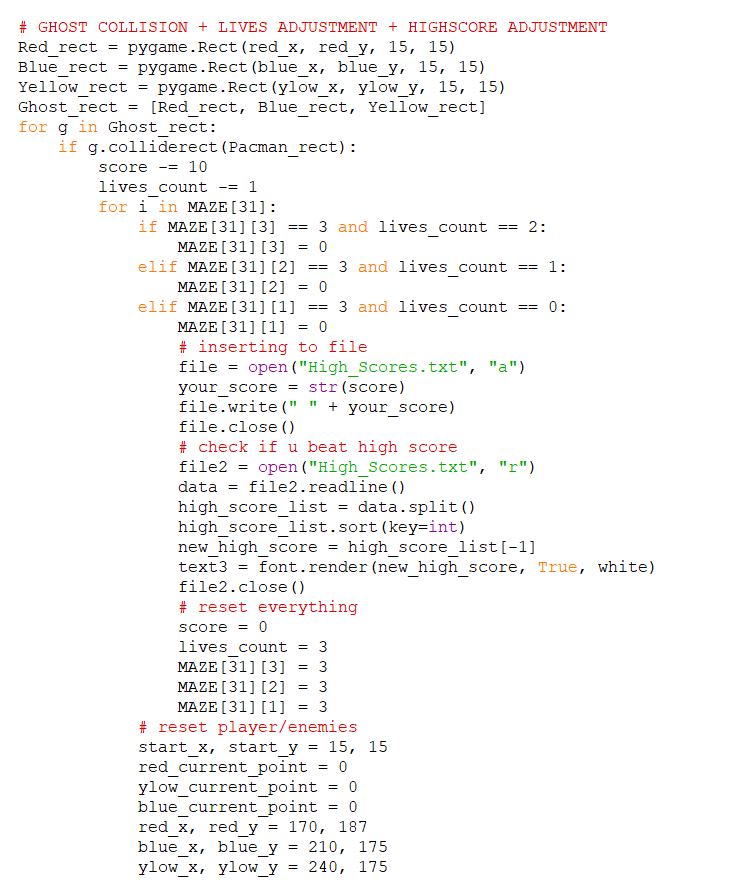 # GHOST COLLISION + LIVES ADJUSTMENT + HIGHSCORE ADJUSTMENT
Red_rect = pygame.Rect(red_x, red_y, 15, 15)
Blue_rect = pygame.Rect(blue_x, blue_y, 15, 15)
Yellow_rect = pygame.Rect(ylow_x, ylow_y, 15, 15)
Ghost_rect = [Red_rect, Blue_rect, Yellow_rect]
for g in Ghost_rect:
    if g.colliderect(Pacman_rect):
        score -= 10
        lives_count -= 1
        for i in MAZE[31]:
            if MAZE[31][3] == 3 and lives_count == 2:
                MAZE[31][3] = 0
            elif MAZE[31][2] == 3 and lives_count == 1:
                MAZE[31][2] = 0
            elif MAZE[31][1] == 3 and lives_count == 0:
                MAZE[31][1] = 0
                # inserting to file
                file = open("High_Scores.txt", "a")
                your_score = str(score)
                file.write(" " + your_score)
                file.close()
                # check if u beat high score
                file2 = open("High_Scores.txt", "r")
                data = file2.readline()
                high_score_list = data.split()
                high_score_list.sort(key=int)
                new_high_score = high_score_list[-1]
                text3 = font.render(new_high_score, True, white)
                file2.close()
                # reset everything
                score = 0
                lives_count = 3
                MAZE[31][3] = 3
                MAZE[31][2] = 3
                MAZE[31][1] = 3
            # reset player/enemies
            start_x, start_y = 15, 15
            red_current_point = 0
            ylow_current_point = 0
            blue_current_point = 0
            red_x, red_y = 170, 187
            blue_x, blue_y = 210, 175
            ylow_x, ylow_y = 240, 175